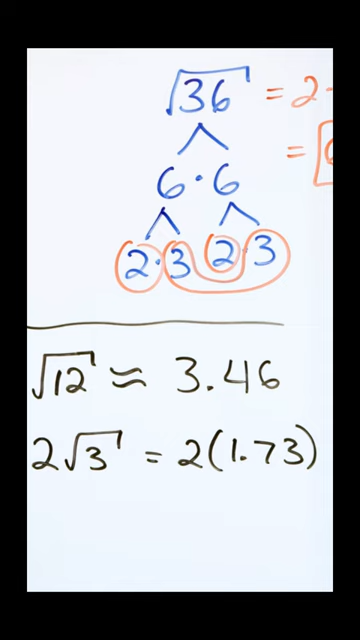 √36 = 2·
= 6
6·6
2·3 2·3
√12 ≈ 3.46
2√3 = 2(1.73)